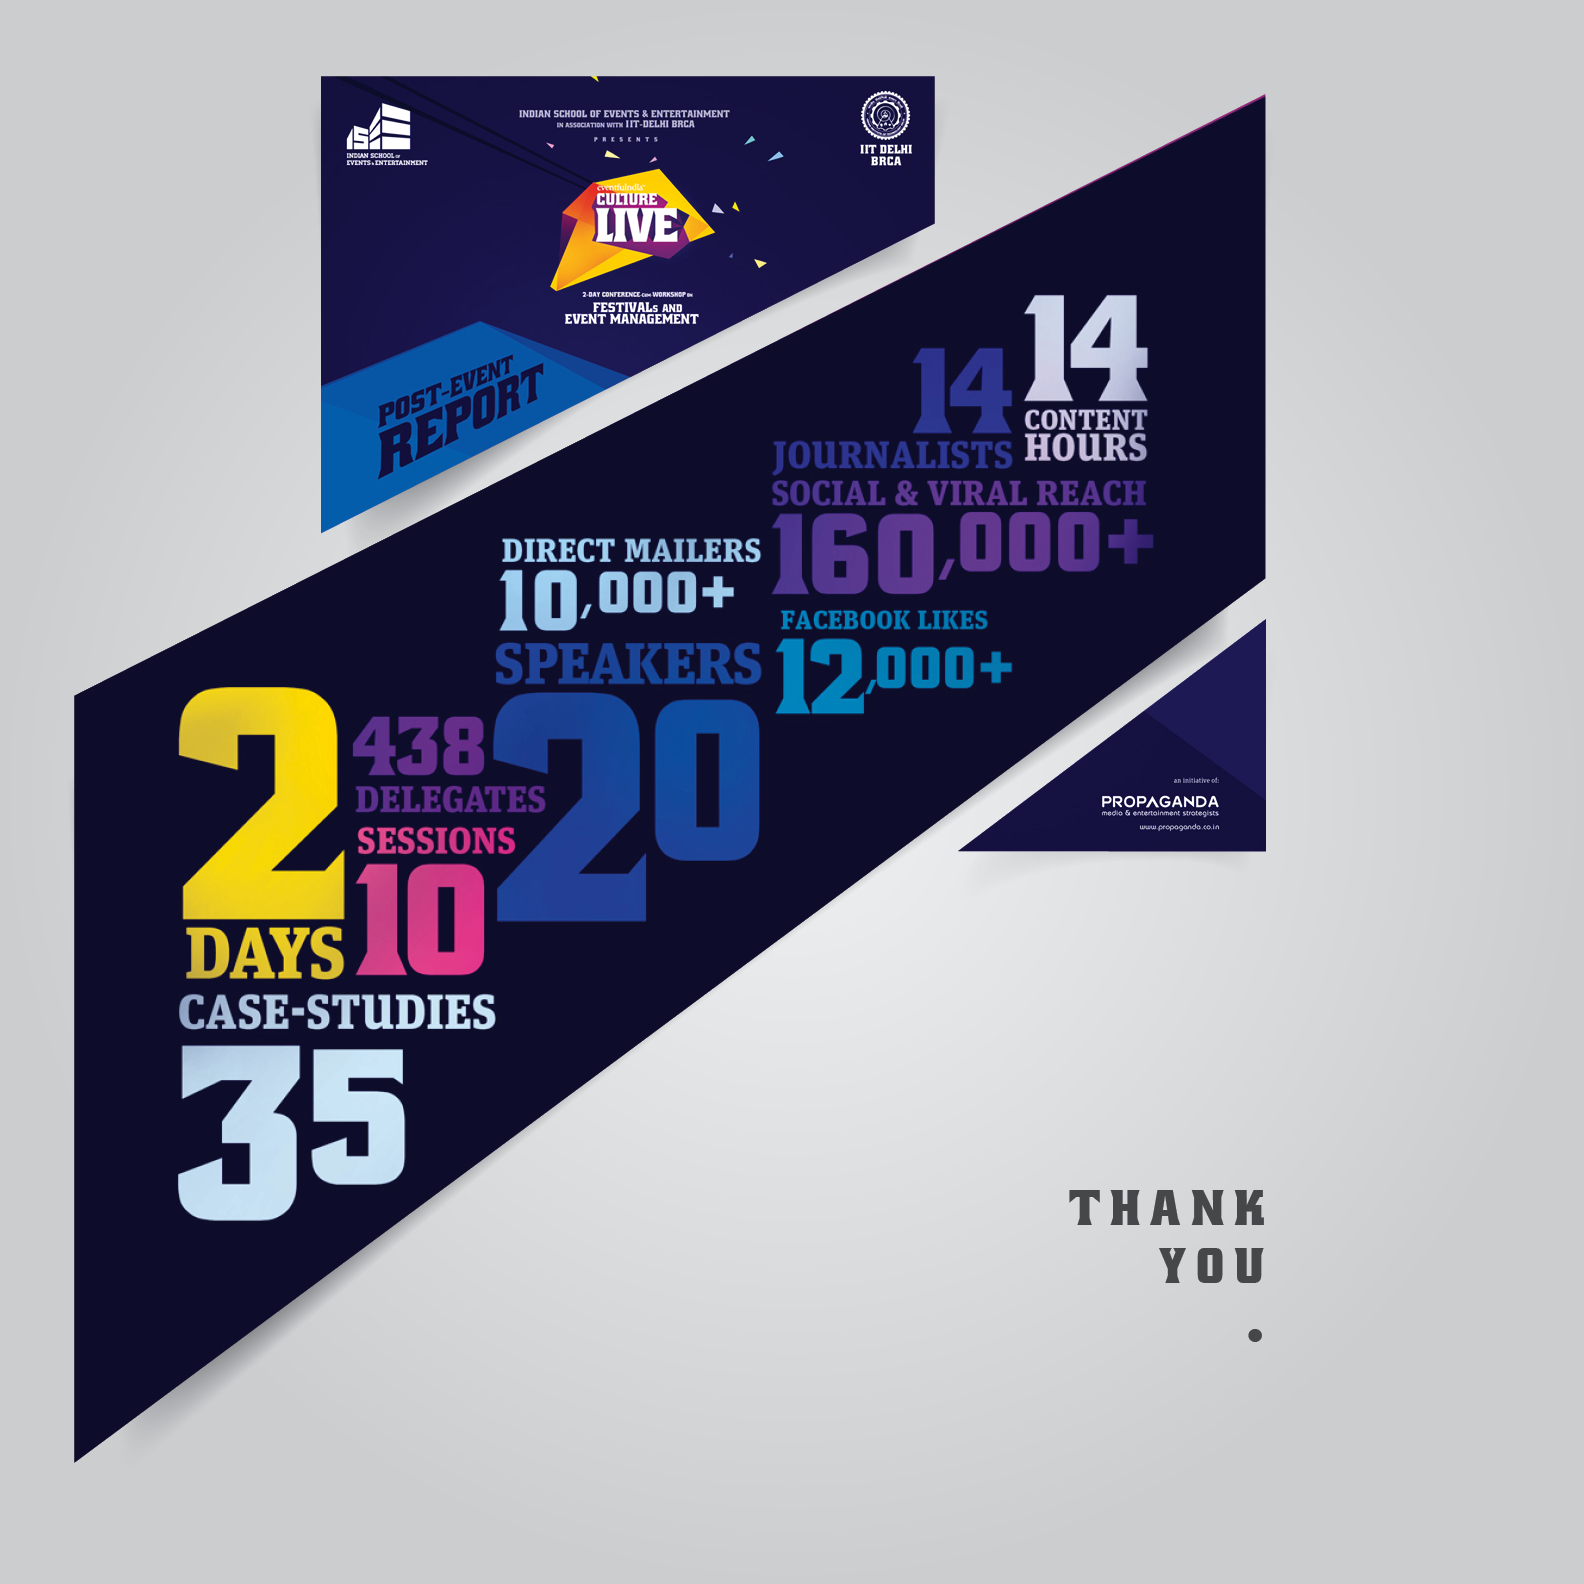 INDIAN SCHOOL OF
EVENTS & ENTERTAINMENT
INDIAN SCHOOL OF EVENTS & ENTERTAINMENT
IN ASSOCIATION WITH IIT-DELHI BRCA
PRESENTS
IIT DELHI
BRCA
eventfulindia
CULTURE
LIVE
2-DAY CONFERENCE CUM WORKSHOP ON
FESTIVALs AND
EVENT MANAGEMENT
POST-EVENT
REPORT
14
CONTENT
HOURS
14
JOURNALISTS
SOCIAL & VIRAL REACH
160,000+
FACEBOOK LIKES
12,000+
DIRECT MAILERS
10,000+
SPEAKERS
20
2
DAYS
438
DELEGATES
SESSIONS
10
CASE-STUDIES
35
an initiative of:
PROPAGANDA
media & entertainment strategists
www.propaganda.co.in
THANK
YOU